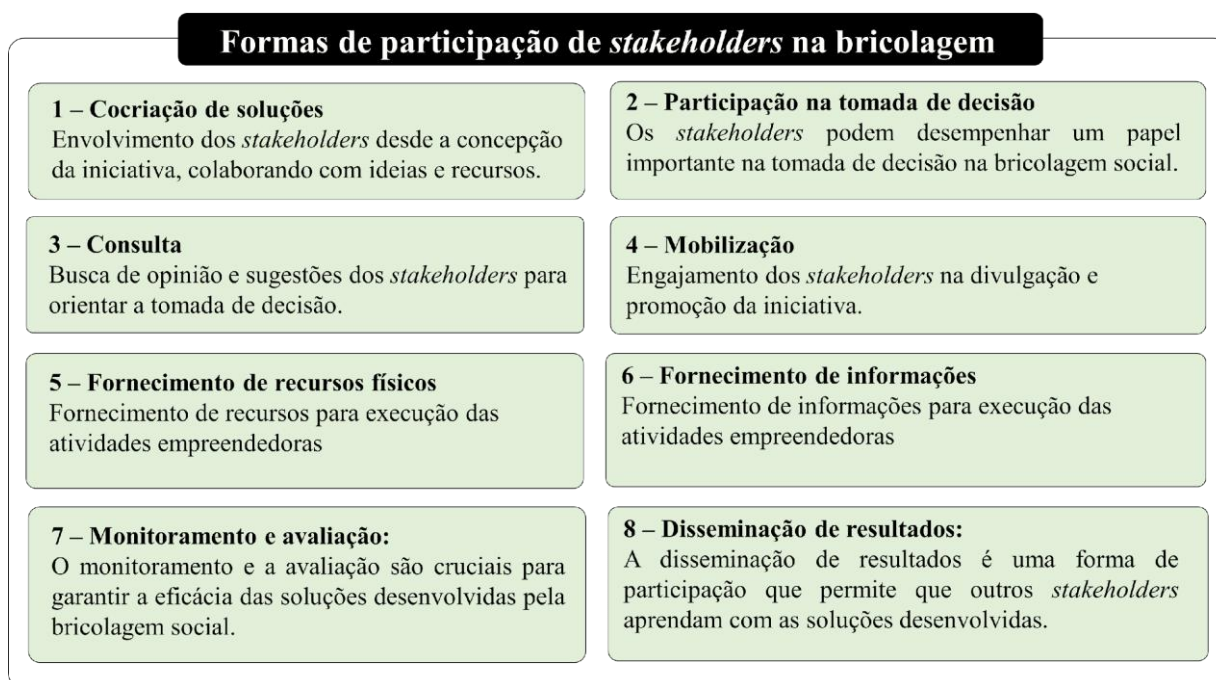 Formas de participação de stakeholders na bricolagem
1 – Cocriação de soluções
Envolvimento dos stakeholders desde a concepção
da iniciativa, colaborando com ideias e recursos.
2 – Participação na tomada de decisão
Os stakeholders podem desempenhar um papel
importante na tomada de decisão na bricolagem social.
3 – Consulta
Busca de opinião e sugestões dos stakeholders para
orientar a tomada de decisão.
4 – Mobilização
Engajamento dos stakeholders na divulgação e
promoção da iniciativa.
5 – Fornecimento de recursos físicos
Fornecimento de recursos para execução das
atividades empreendedoras
6 – Fornecimento de informações
Fornecimento de informações para execução das
atividades empreendedoras
7 – Monitoramento e avaliação:
O monitoramento e a avaliação são cruciais para
garantir a eficácia das soluções desenvolvidas pela
bricolagem social.
8 – Disseminação de resultados:
A disseminação de resultados é uma forma de
participação que permite que outros stakeholders
aprendam com as soluções desenvolvidas.